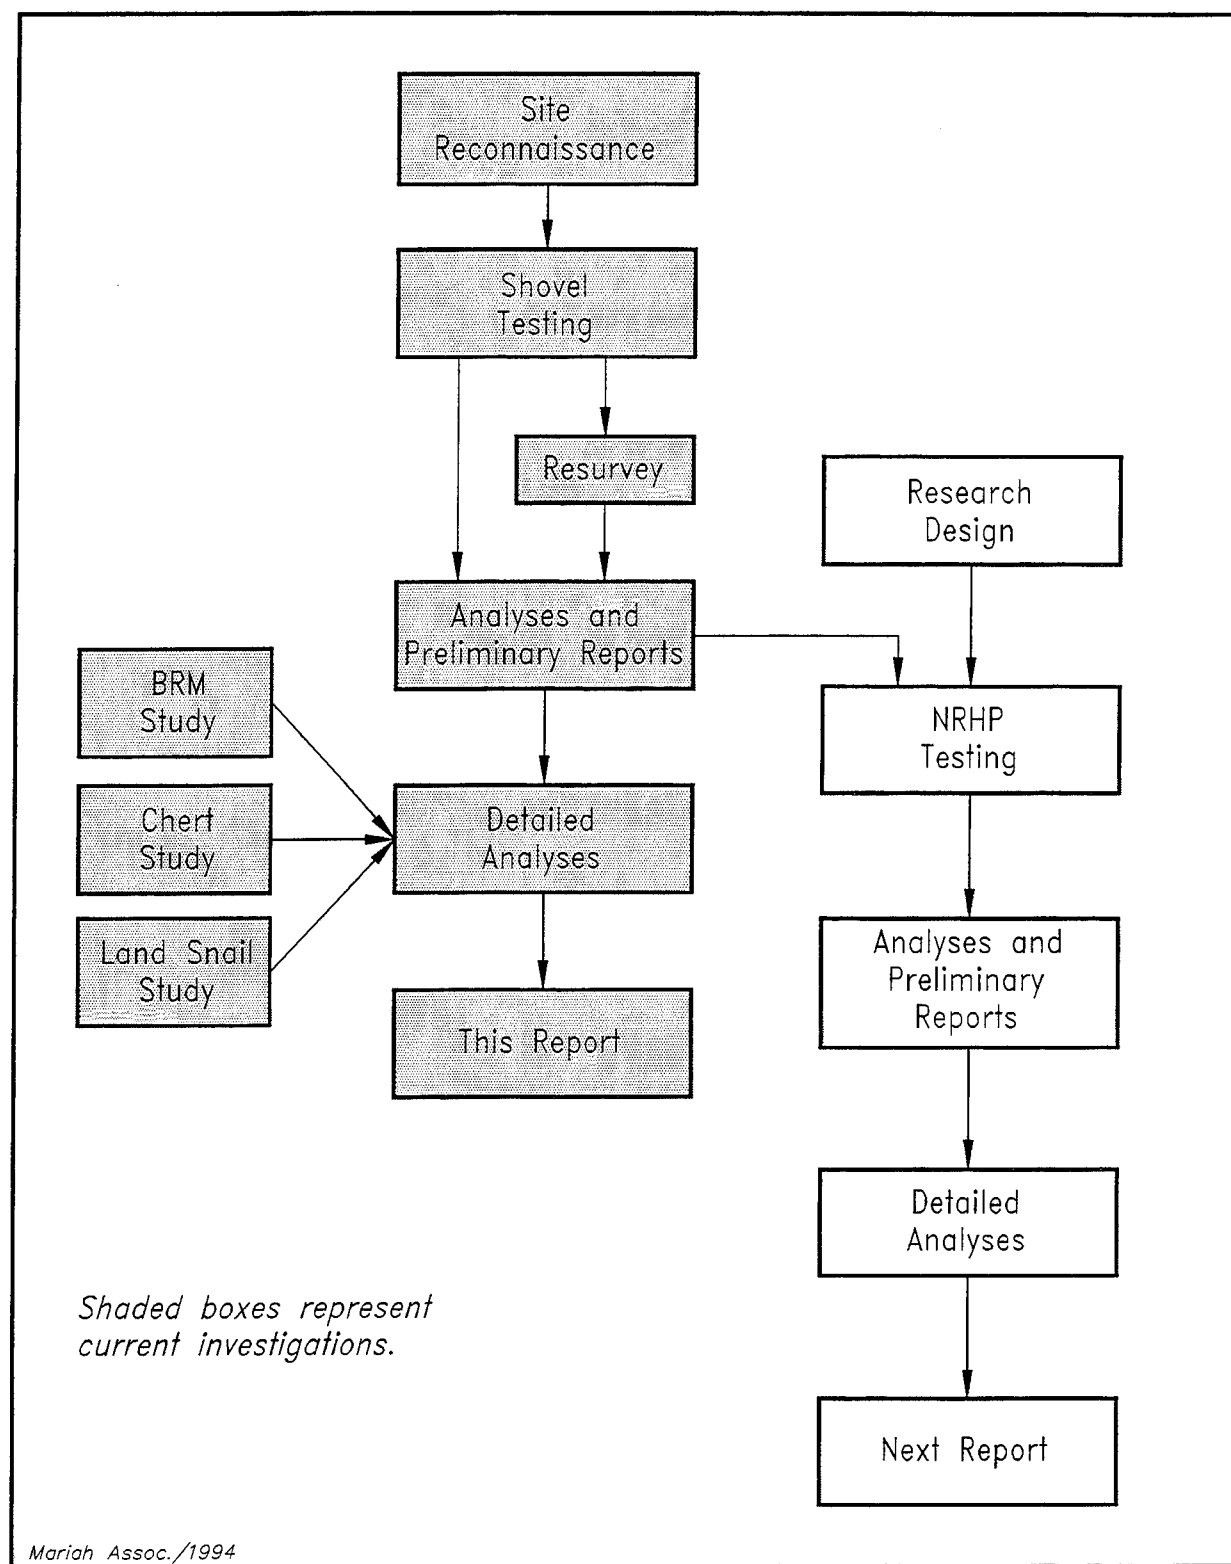 Site
Reconnaissance
Shovel
Testing
Resurvey
Research
Design
Analyses and
Preliminary Reports
BRM
Study
NRHP
Testing
Chert
Study
Detailed
Analyses
Land Snail
Study
Analyses and
Preliminary
Reports
This Report
Detailed
Analyses
Shaded boxes represent
current investigations.
Next Report
Mariah Assoc./1994